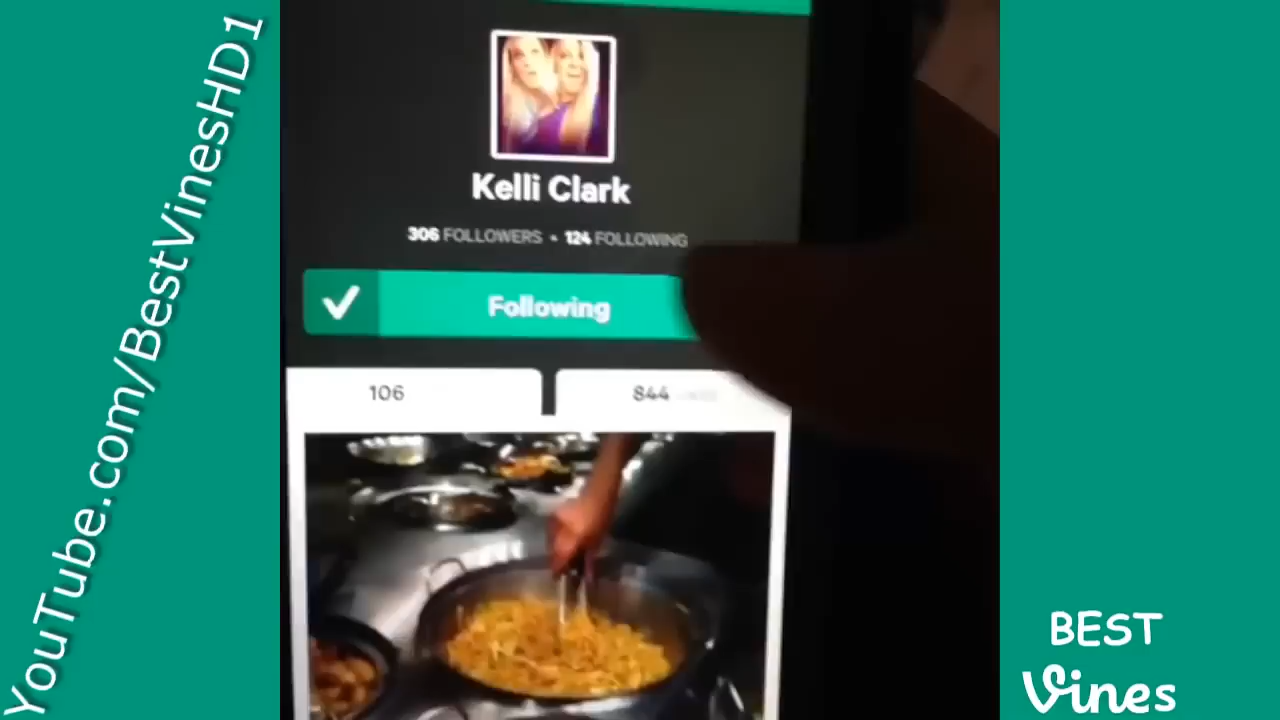 YouTube.com/BestVinesHD1
Kelli Clark
306 FOLLOWERS • 124 FOLLOWING
Following
106
844
BEST
Vines